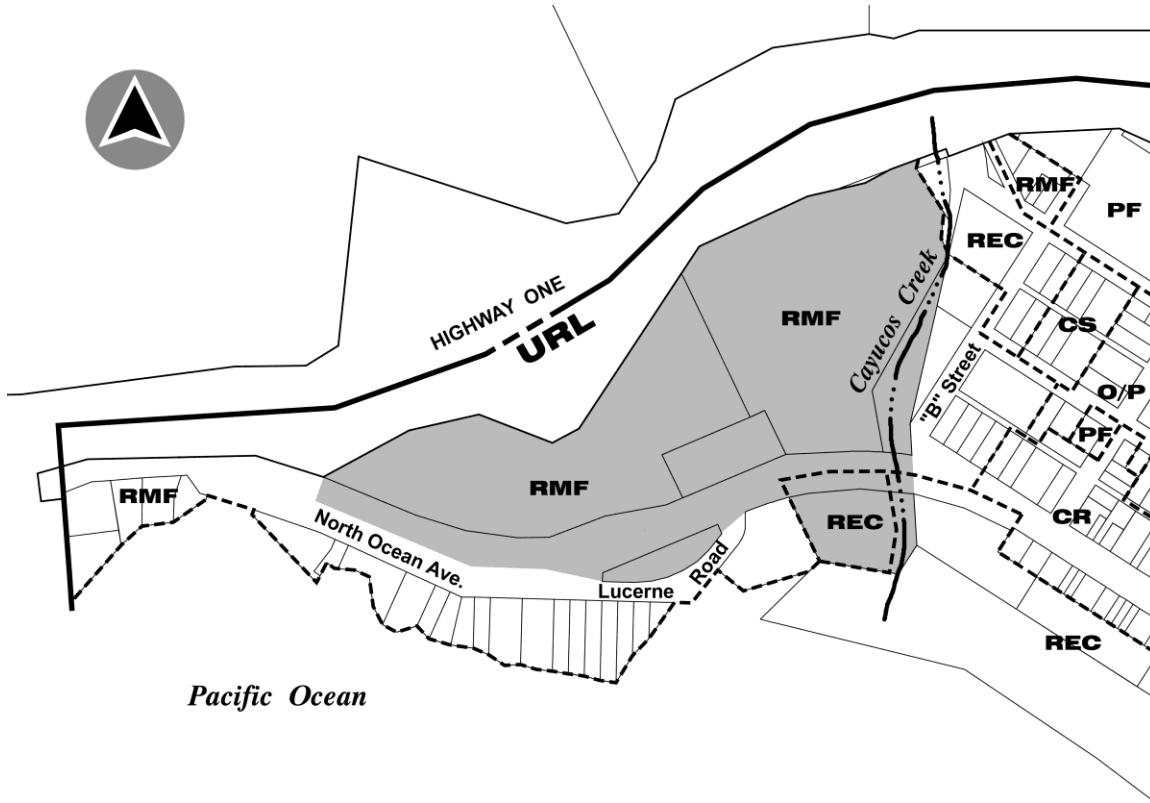 HIGHWAY ONE
URL
RMF
PF
REC
RMF
Cayucos Creek
CS
"B" Street
O/P
PF
RMF
RMF
REC
CR
North Ocean Ave.
Road
Lucerne
REC
Pacific Ocean